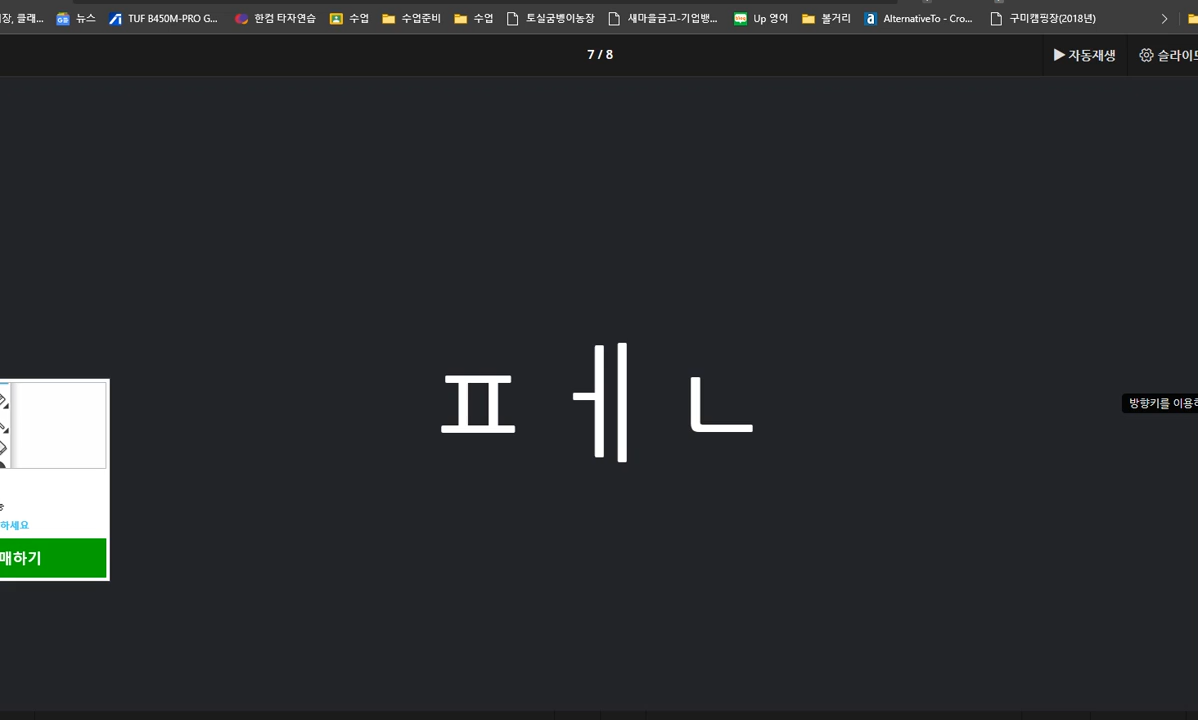 장, 클래... 뉴스 TUF B450M-PRO G... 한컴 타자연습 수업 수업준비 수업 토실굼벵이농장 새마을금고-기업뱅... Up 영어 볼거리 AlternativeTo - Cro... 구미캠핑장(2018년)
7 / 8 자동재생 슬라이드
ㅍ ㅔ ㄴ
방향키를 이용하
하세요
매하기